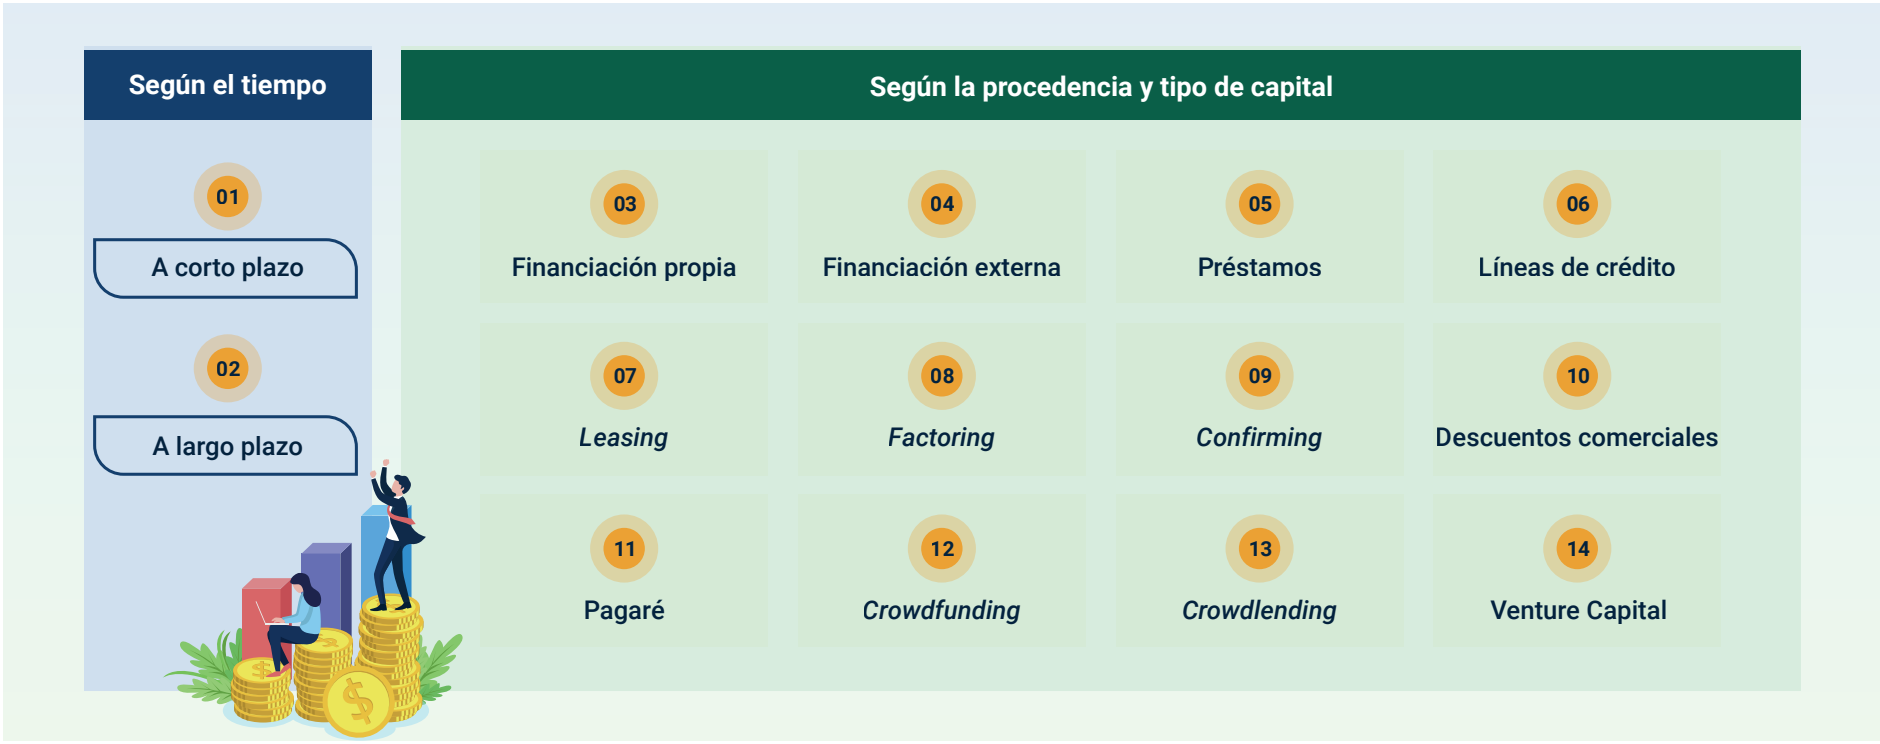 Según el tiempo
01
A corto plazo
02
A largo plazo
Según la procedencia y tipo de capital
03
Financiación propia
04
Financiación externa
05
Préstamos
06
Líneas de crédito
07
Leasing
08
Factoring
09
Confirming
10
Descuentos comerciales
11
Pagaré
12
Crowdfunding
13
Crowdlending
14
Venture Capital
$
$
$
$